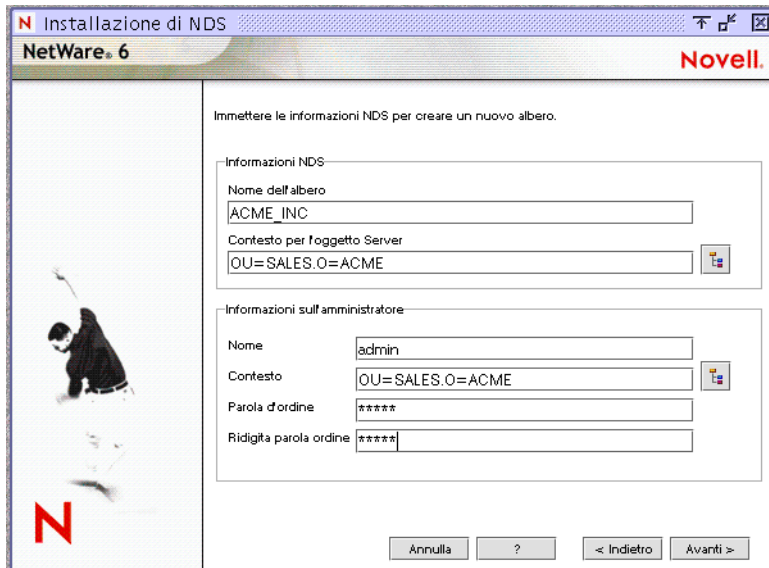 N Installazione di NDS
NetWare® 6
Novell.
Immettere le informazioni NDS per creare un nuovo albero.
Informazioni NDS
Nome dell'albero
ACME_INC
Contesto per l'oggetto Server
OU=SALES.O=ACME
Informazioni sull'amministratore
Nome admin
Contesto OU=SALES.O=ACME
Parola d'ordine *****
Ridigita parola ordine *****
N
Annulla ? < Indietro Avanti >